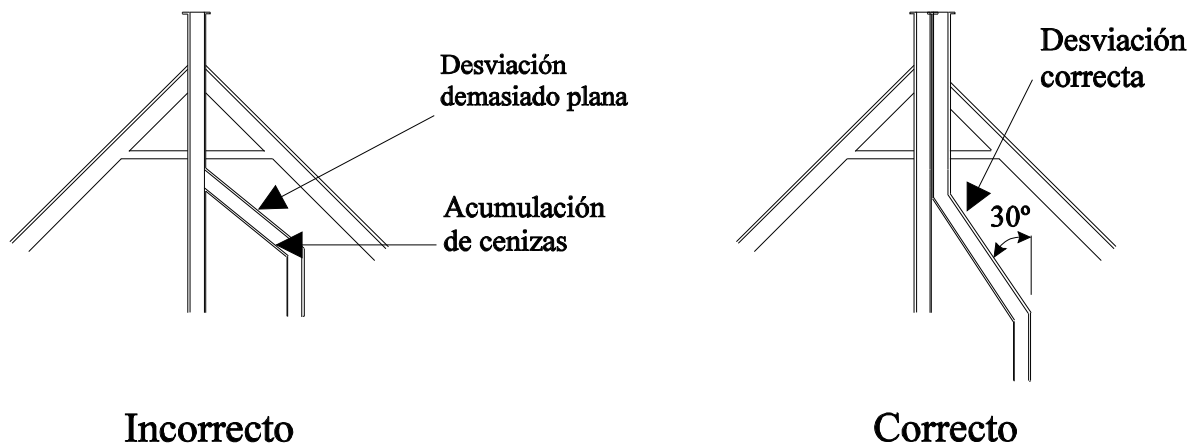 Desviación
demasiado plana
Acumulación
de cenizas
Incorrecto
Desviación
correcta
30º
Correcto